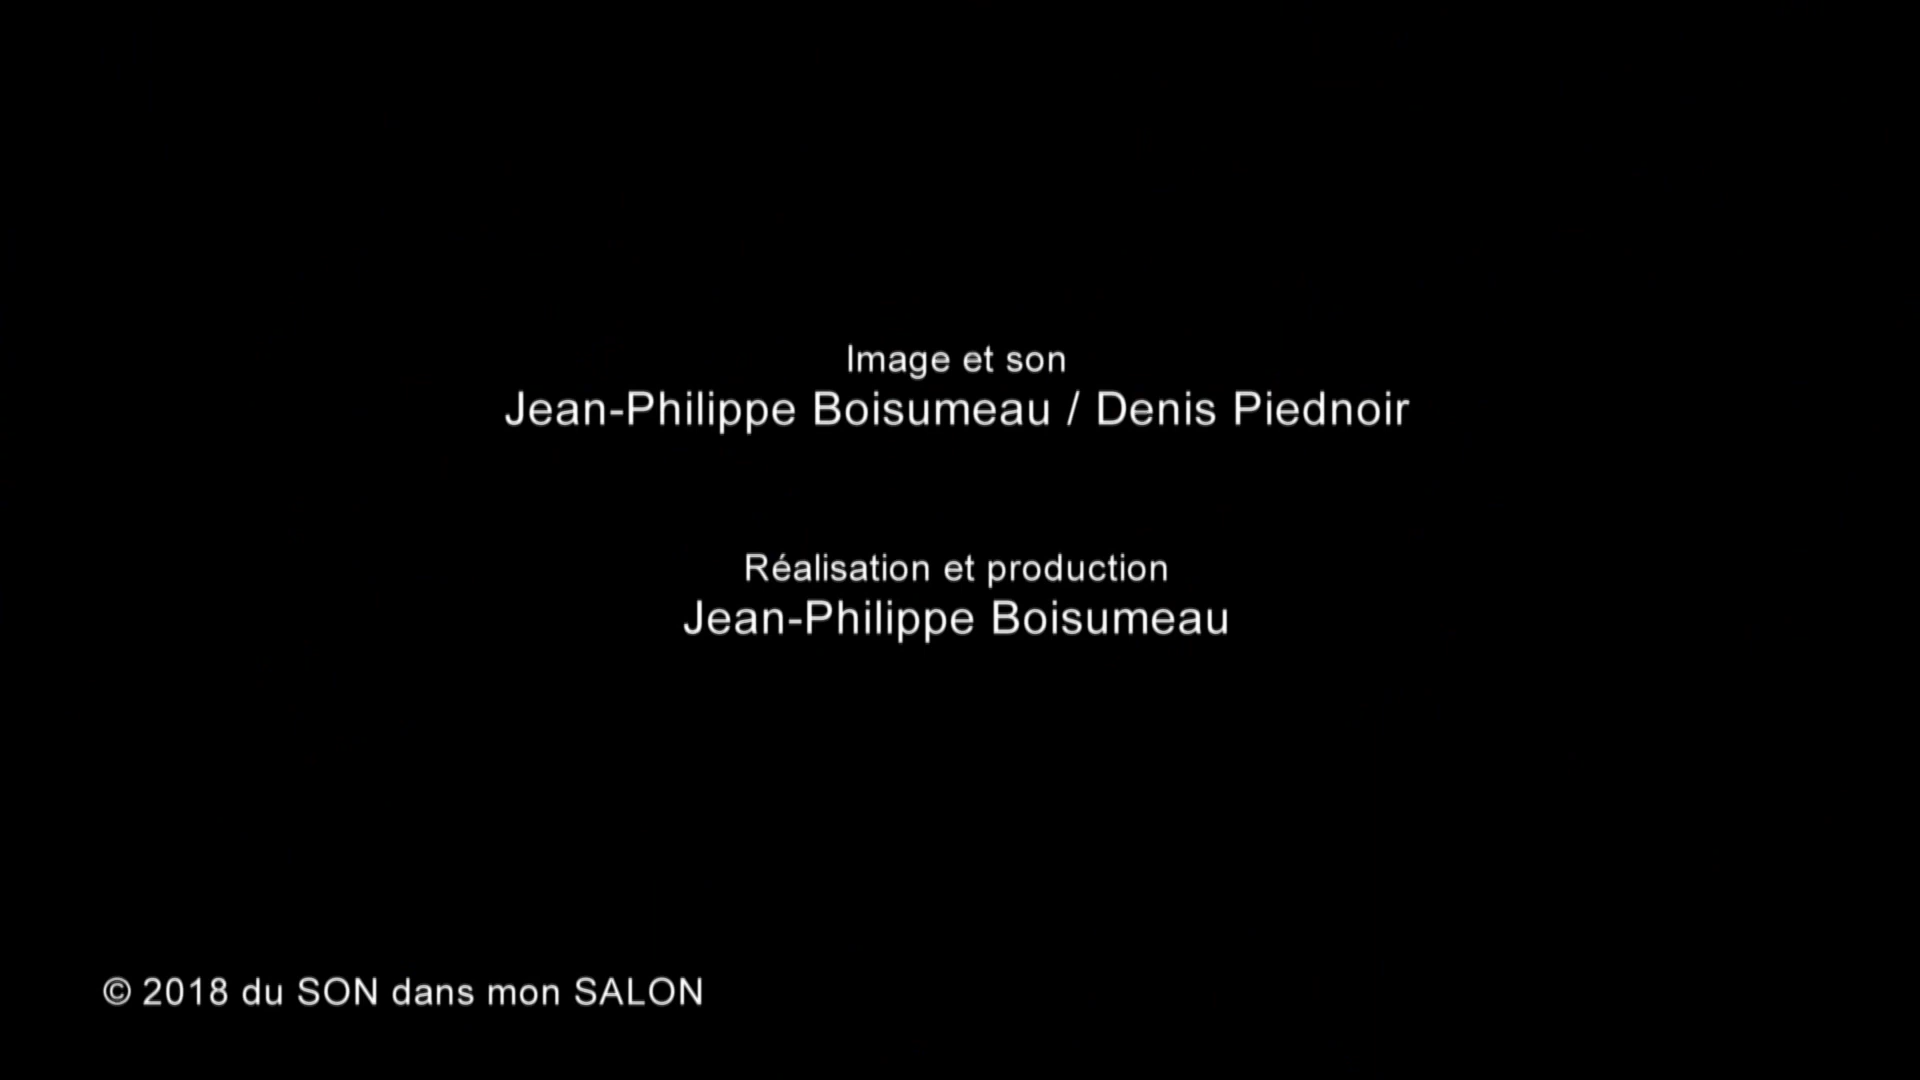 Image et son
Jean-Philippe Boisumeau / Denis Piednoir
Réalisation et production
Jean-Philippe Boisumeau
© 2018 du SON dans mon SALON